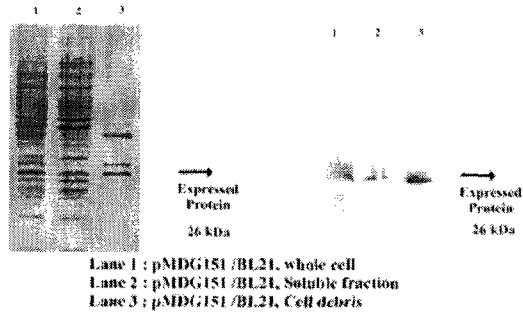 1 2 3
1 2 3
Expressed
Protein
26 kDa
Expressed
Protein
26 kDa
Lane 1 : pMDG151 /BL21, whole cell
Lane 2 : pMDG151 /BL21, Soluble fraction
Lane 3 : pMDG151 /BL21, Cell debris